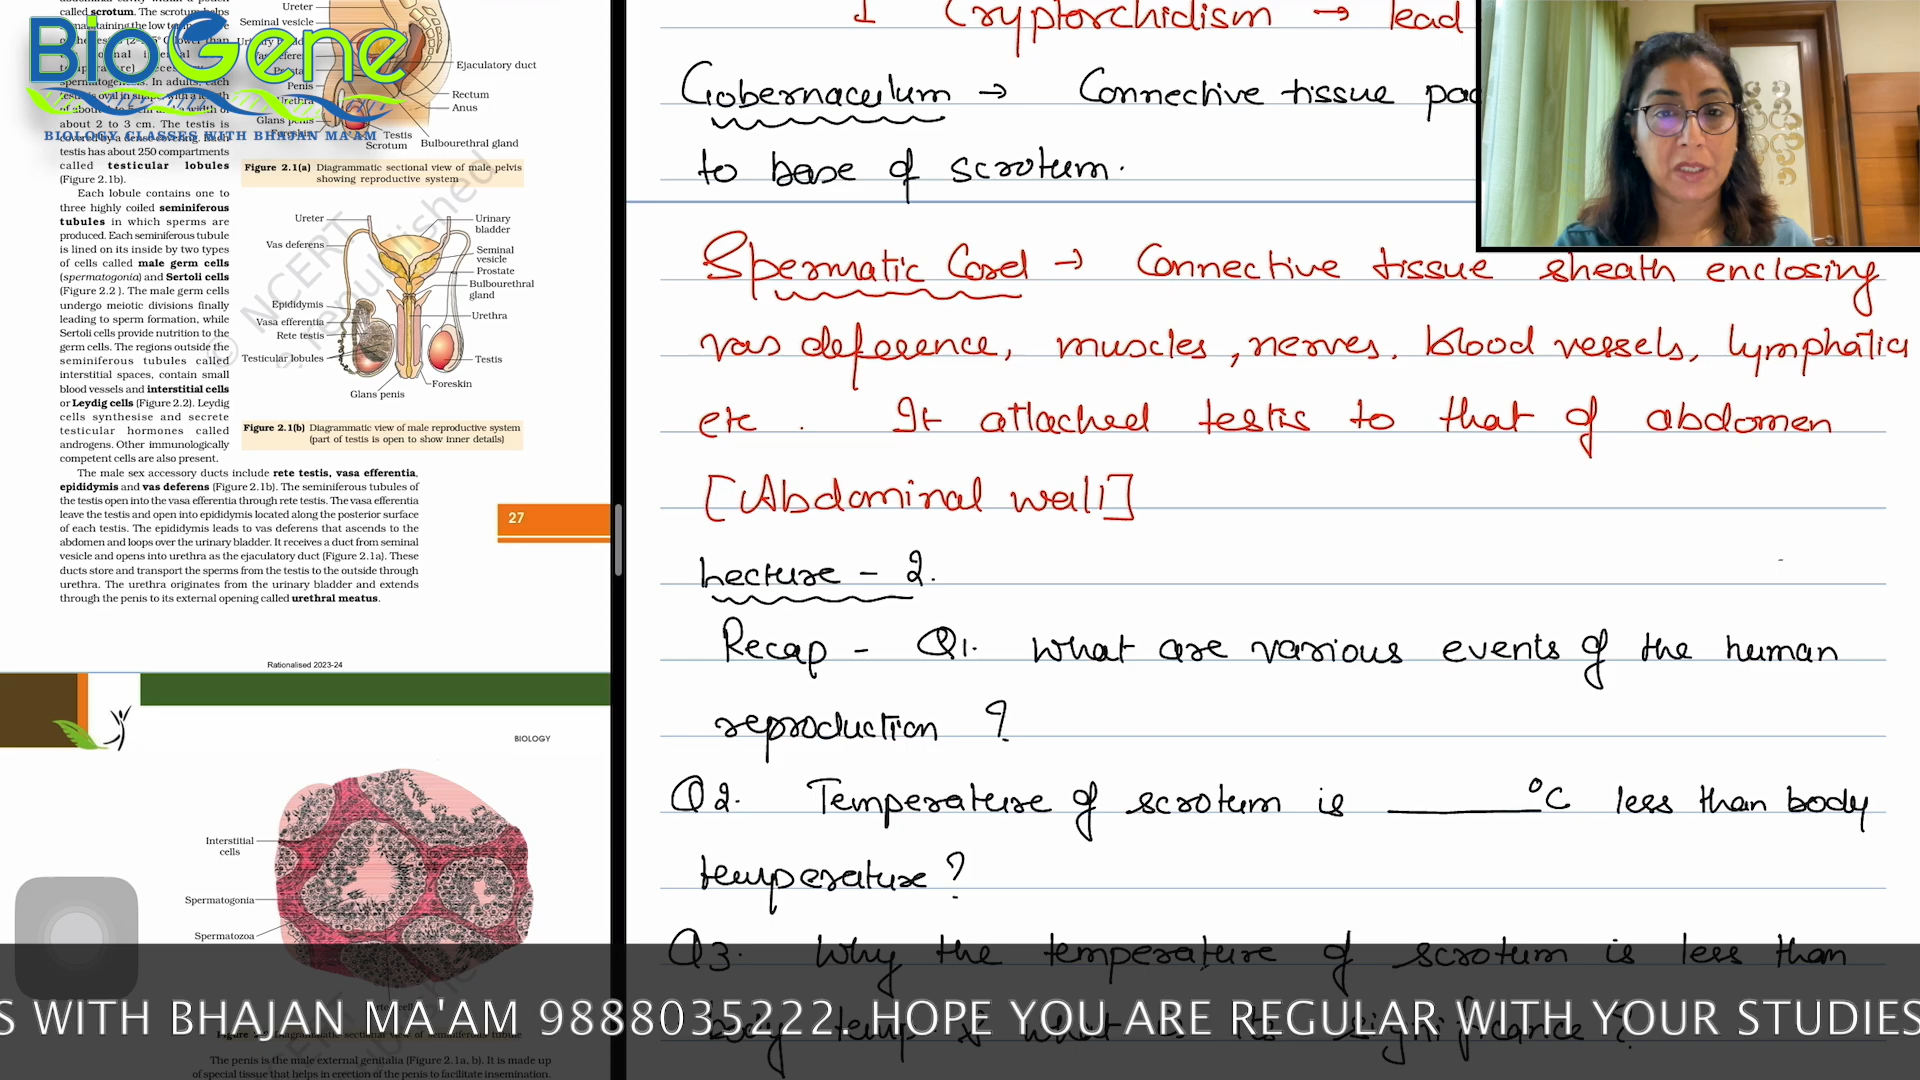 called scrotum. The scrotum helps
BioGene
BIOLOGY CLASSES WITH BHAJAN MA'AM
about 2 to 3 cm. The testis is
testis has about 250 compartments
called testicular lobules
(Figure 2.1b).
Each lobule contains one to
three highly coiled seminiferous
tubules in which sperms are
produced. Each seminiferous tubule
is lined on its inside by two types
of cells called male germ cells
(spermatogonia) and Sertoli cells
(Figure 2.2 ). The male germ cells
undergo meiotic divisions finally
leading to sperm formation, while
Sertoli cells provide nutrition to the
germ cells. The regions outside the
seminiferous tubules called
interstitial spaces, contain small
blood vessels and interstitial cells
or Leydig cells (Figure 2.2). Leydig
cells synthesise and secrete
testicular hormones called
androgens. Other immunologically
competent cells are also present.
Ureter
Seminal vesicle
Penis
Ejaculatory duct
Rectum
Anus
Testis
Scrotum
Bulbourethral gland
Figure 2.1(a) Diagrammatic sectional view of male pelvis
showing reproductive system
Ureter
Vas deferens
Epididymis
Vasa efferentia
Rete testis
Testicular lobules
Glans penis
Urinary
bladder
Seminal
vesicle
Prostate
Bulbourethral
gland
Urethra
Testis
Foreskin
Figure 2.1(b) Diagrammatic view of male reproductive system
(part of testis is open to show inner details)
The male sex accessory ducts include rete testis, vasa efferentia,
epididymis and vas deferens (Figure 2.1b). The seminiferous tubules of
the testis open into the vasa efferentia through rete testis. The vasa efferentia
leave the testis and open into epididymis located along the posterior surface
of each testis. The epididymis leads to vas deferens that ascends to the
abdomen and loops over the urinary bladder. It receives a duct from seminal
vesicle and opens into urethra as the ejaculatory duct (Figure 2.1a). These
ducts store and transport the sperms from the testis to the outside through
urethra. The urethra originates from the urinary bladder and extends
through the penis to its external opening called urethral meatus.
27
Rationalised 2023-24
BIOLOGY
Interstitial
cells
Spermatogonia
Spermatozoa
The penis is the male external genitalia (Figure 2.1a, b). It is made up
of special tissue that helps in erection of the penis to facilitate insemination.
Cryptorchidism → lead
Gobernaculum → Connective tissue pad
to base of scrotum.
Spermatic Cord → Connective tissue sheath enclosing
vas deference, muscles, nerves, blood vessels, lymphatics
etc . It attached testis to that of abdomen
[Abdominal wall]
Lecture - 2.
Recap - Q1. What are various events of the human
reproduction ?
Q2. Temperature of scrotum is ______°C less than body
temperature ?
Q3. Why the temperature of scrotum is less than
body temp & what is its significance ?
S WITH BHAJAN MA'AM 9888035222. HOPE YOU ARE REGULAR WITH YOUR STUDIES